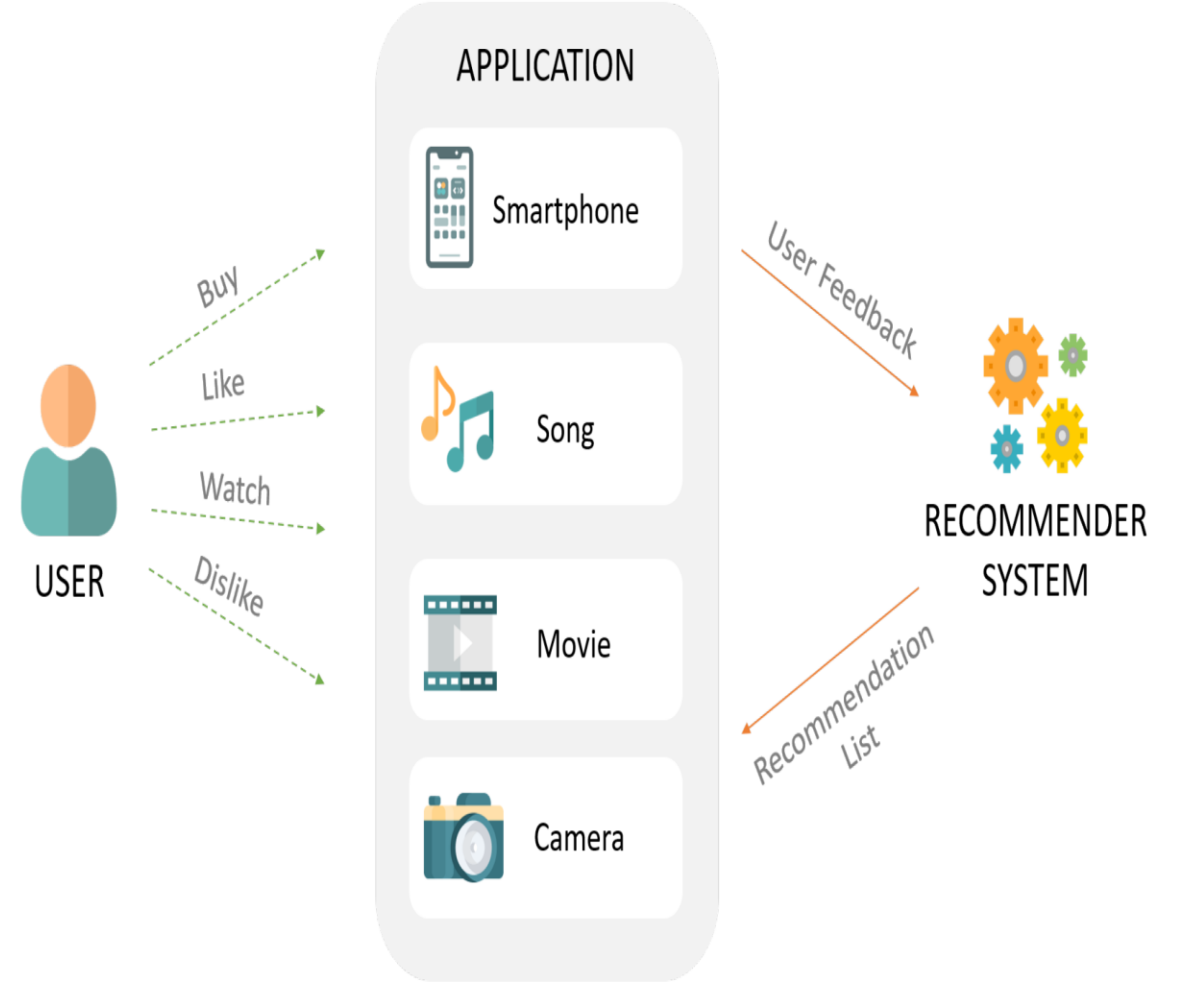 APPLICATION
Smartphone
Song
Movie
Camera
Buy
Like
Watch
Dislike
USER
User Feedback
RECOMMENDER
SYSTEM
Recommendation
List